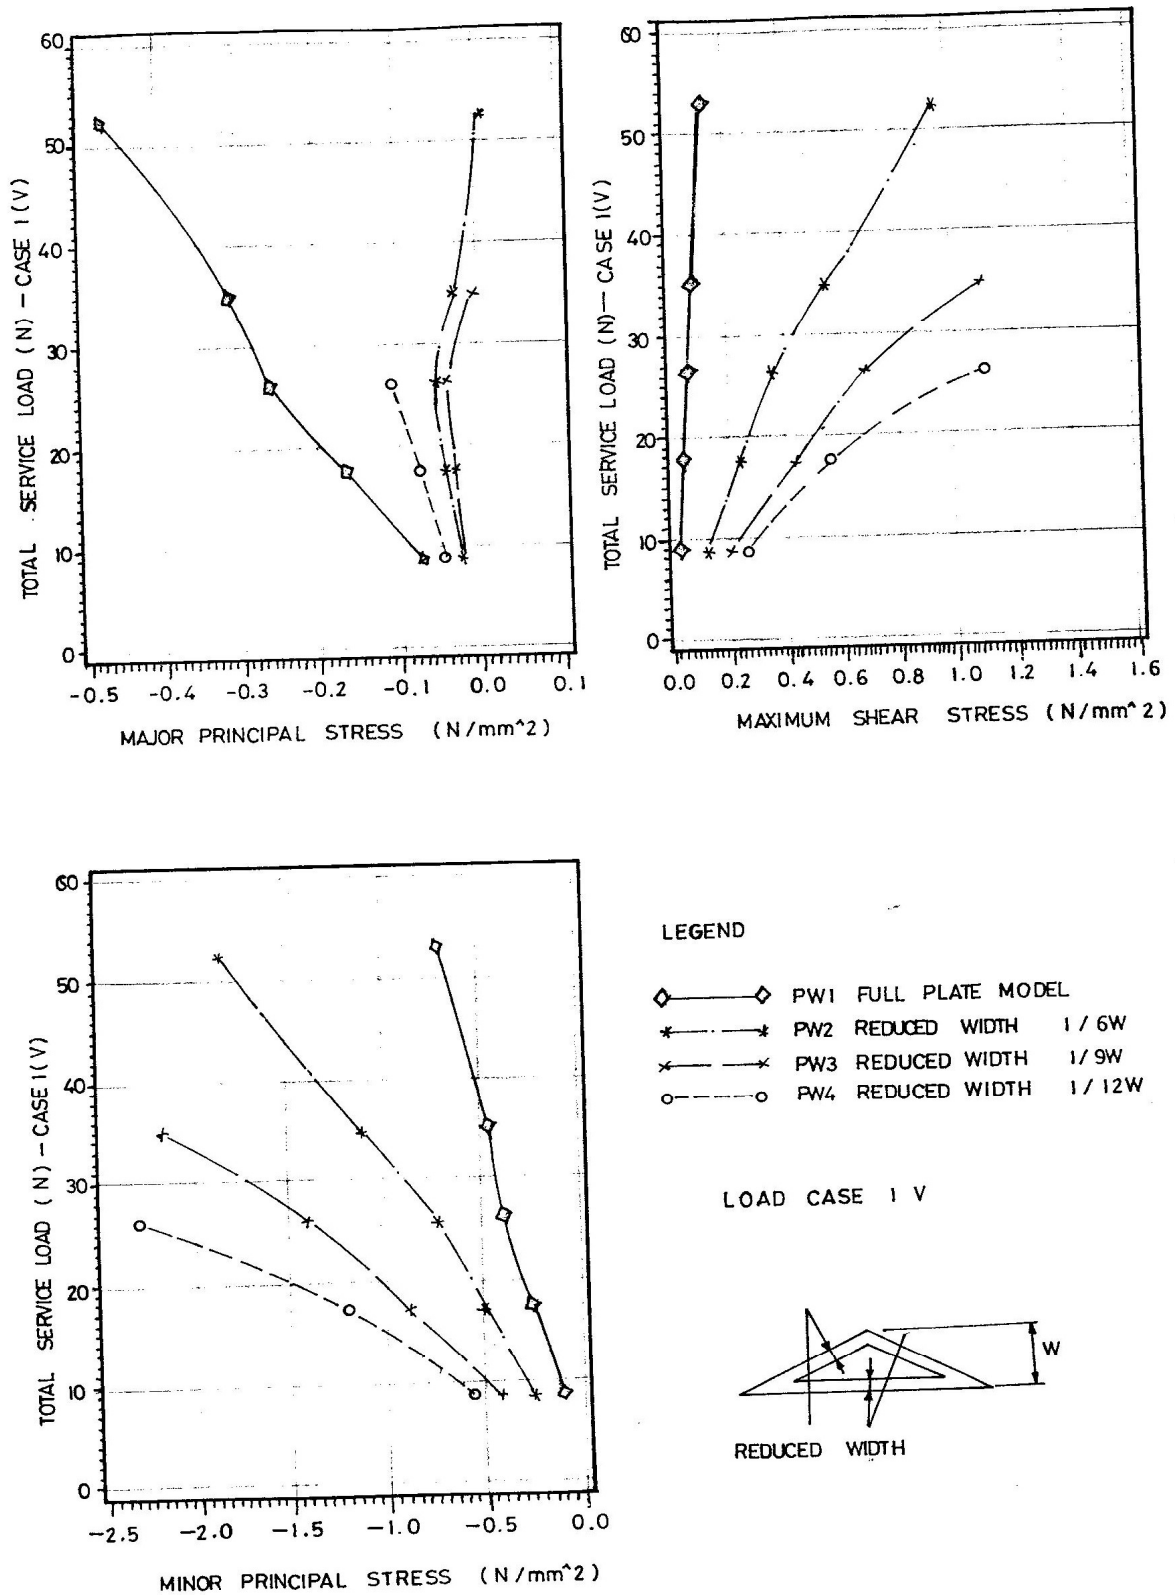 60
50
40
30
20
10
0
TOTAL SERVICE LOAD (N) – CASE 1(V)
-0.5 -0.4 -0.3 -0.2 -0.1 0.0 0.1
MAJOR PRINCIPAL STRESS (N/mm^2)
60
50
40
30
20
10
0
TOTAL SERVICE LOAD (N) — CASE 1(V)
0.0 0.2 0.4 0.6 0.8 1.0 1.2 1.4 1.6
MAXIMUM SHEAR STRESS (N/mm^2)
60
50
40
30
20
10
0
TOTAL SERVICE LOAD (N) – CASE 1(V)
-2.5 -2.0 -1.5 -1.0 -0.5 0.0
MINOR PRINCIPAL STRESS (N/mm^2)
LEGEND
PW1 FULL PLATE MODEL
PW2 REDUCED WIDTH 1/6W
PW3 REDUCED WIDTH 1/9W
PW4 REDUCED WIDTH 1/12W
LOAD CASE 1 V
W
REDUCED WIDTH